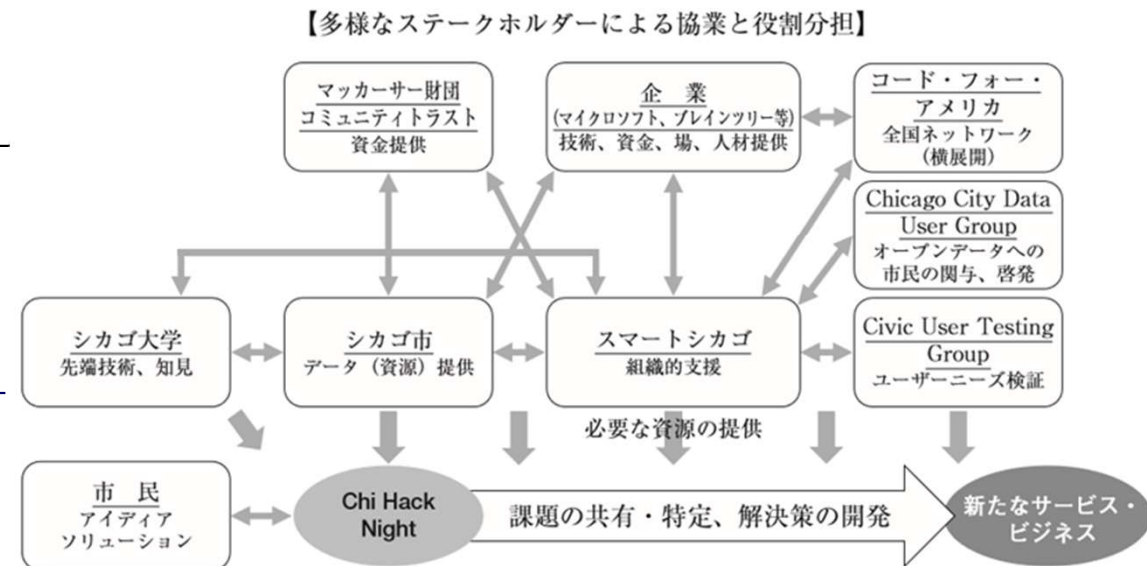 【多様なステークホルダーによる協業と役割分担】
マッカーサー財団
コミュニティトラスト
資金提供
企 業
(マイクロソフト、ブレインツリー等)
技術、資金、場、人材提供
コード・フォー・
アメリカ
全国ネットワーク
(横展開)
Chicago City Data
User Group
オープンデータへの
市民の関与、啓発
シカゴ大学
先端技術、知見
シカゴ市
データ（資源）提供
スマートシカゴ
組織的支援
Civic User Testing
Group
ユーザーニーズ検証
必要な資源の提供
市 民
アイディア
ソリューション
Chi Hack
Night
課題の共有・特定、解決策の開発
新たなサービス・
ビジネス